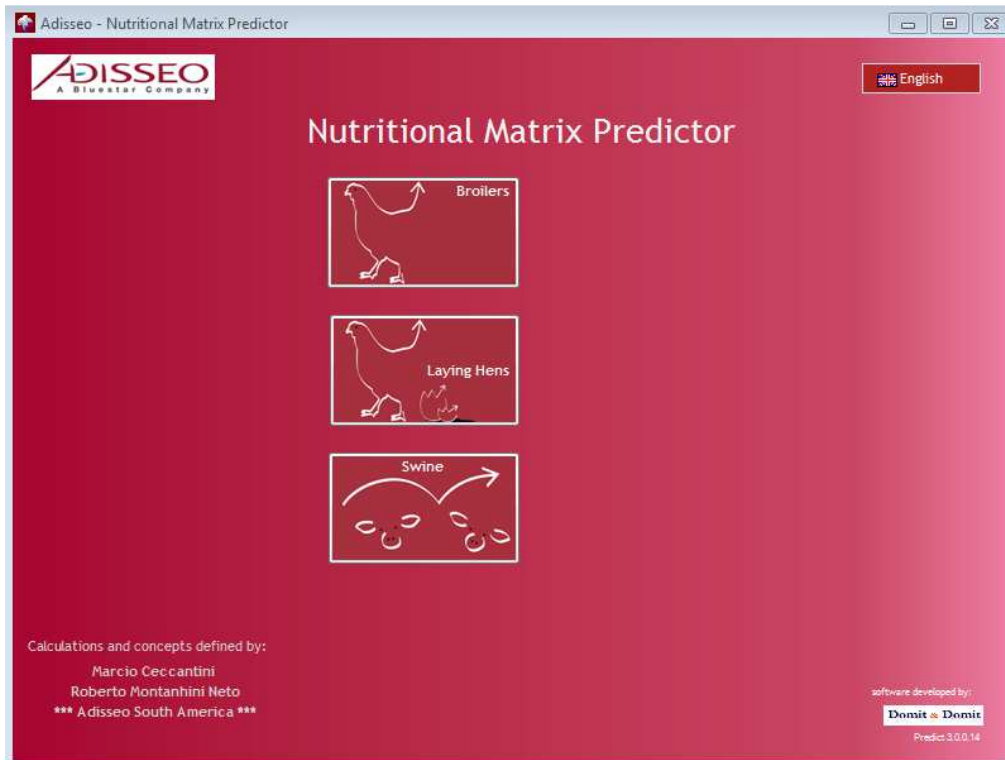 Adisseo - Nutritional Matrix Predictor
ADISSEO
A Bluestar Company
English
Nutritional Matrix Predictor
Broilers
Laying Hens
Swine
Calculations and concepts defined by:
Marcio Ceccantini
Roberto Montanhini Neto
*** Adisseo South America ***
software developed by:
Domit & Domit
Predict 3.0.0.14